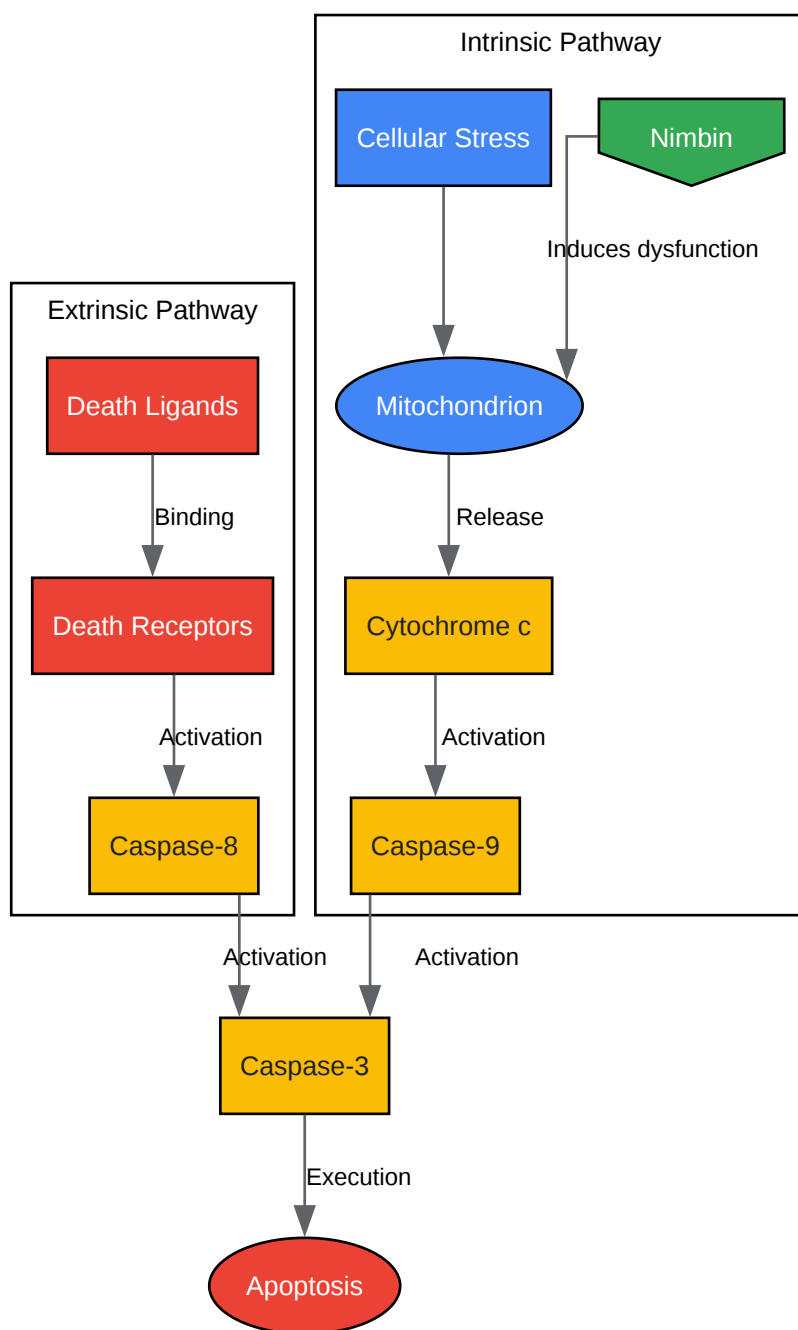 Intrinsic Pathway
Cellular Stress
Nimbin
Induces dysfunction
Extrinsic Pathway
Death Ligands
Mitochondrion
Binding
Release
Death Receptors
Cytochrome c
Activation
Activation
Caspase-8
Caspase-9
Activation
Activation
Caspase-3
Execution
Apoptosis